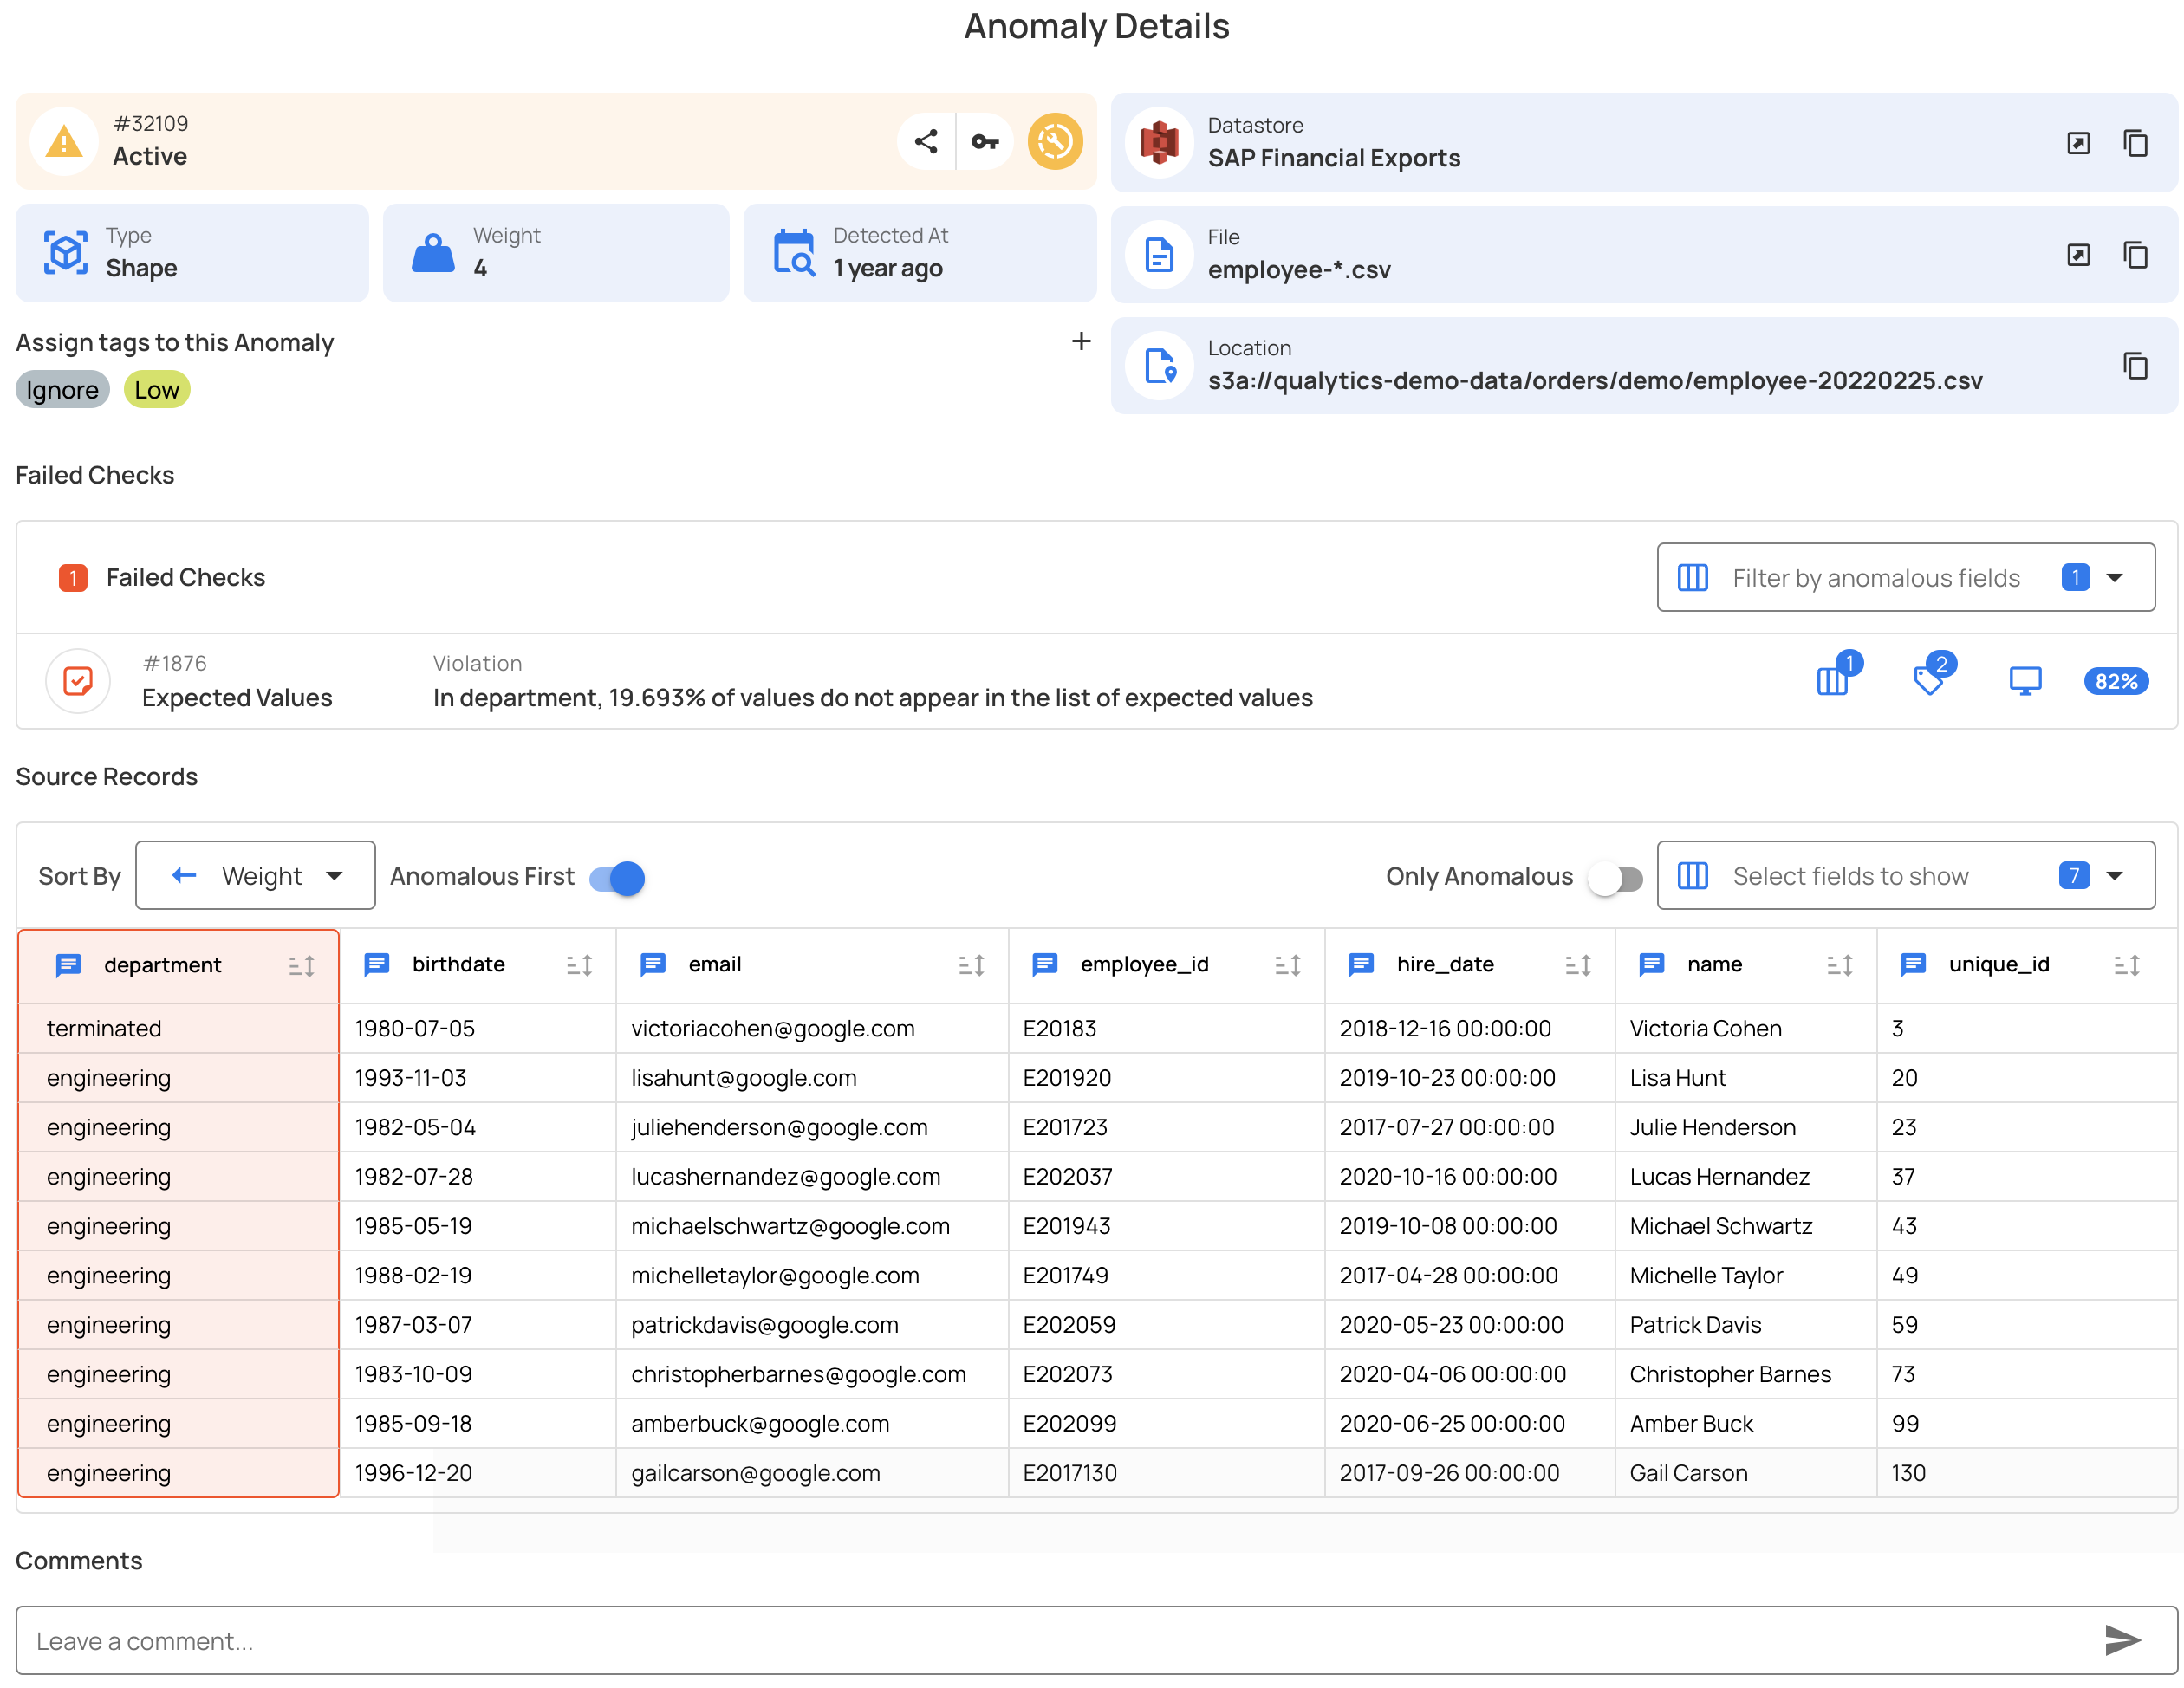 Anomaly Details
#32109
Active
Datastore
SAP Financial Exports
Type
Shape
Weight
4
Detected At
1 year ago
File
employee-*.csv
Assign tags to this Anomaly
Ignore Low
Location
s3a://qualytics-demo-data/orders/demo/employee-20220225.csv
Failed Checks
1 Failed Checks
Filter by anomalous fields 1
#1876
Expected Values
Violation
In department, 19.693% of values do not appear in the list of expected values
1 2 82%
Source Records
Sort By Weight Anomalous First Only Anomalous Select fields to show 7
department birthdate email employee_id hire_date name unique_id
terminated 1980-07-05 victoriacohen@google.com E20183 2018-12-16 00:00:00 Victoria Cohen 3
engineering 1993-11-03 lisahunt@google.com E201920 2019-10-23 00:00:00 Lisa Hunt 20
engineering 1982-05-04 juliehenderson@google.com E201723 2017-07-27 00:00:00 Julie Henderson 23
engineering 1982-07-28 lucashernandez@google.com E202037 2020-10-16 00:00:00 Lucas Hernandez 37
engineering 1985-05-19 michaelschwartz@google.com E201943 2019-10-08 00:00:00 Michael Schwartz 43
engineering 1988-02-19 michelletaylor@google.com E201749 2017-04-28 00:00:00 Michelle Taylor 49
engineering 1987-03-07 patrickdavis@google.com E202059 2020-05-23 00:00:00 Patrick Davis 59
engineering 1983-10-09 christopherbarnes@google.com E202073 2020-04-06 00:00:00 Christopher Barnes 73
engineering 1985-09-18 amberbuck@google.com E202099 2020-06-25 00:00:00 Amber Buck 99
engineering 1996-12-20 gailcarson@google.com E2017130 2017-09-26 00:00:00 Gail Carson 130
Comments
Leave a comment...